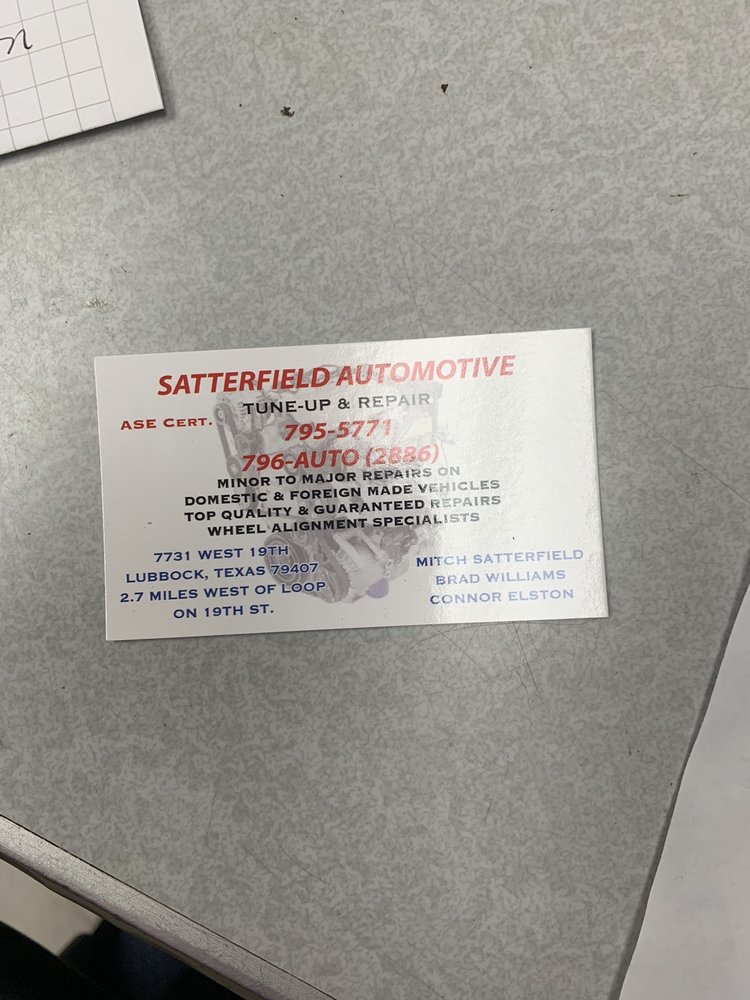 SATTERFIELD AUTOMOTIVE
TUNE-UP & REPAIR
ASE CERT.
795-5771
796-AUTO (2886)
MINOR TO MAJOR REPAIRS ON
DOMESTIC & FOREIGN MADE VEHICLES
TOP QUALITY & GUARANTEED REPAIRS
WHEEL ALIGNMENT SPECIALISTS
7731 WEST 19TH
LUBBOCK, TEXAS 79407
2.7 MILES WEST OF LOOP
ON 19TH ST.
MITCH SATTERFIELD
BRAD WILLIAMS
CONNOR ELSTON